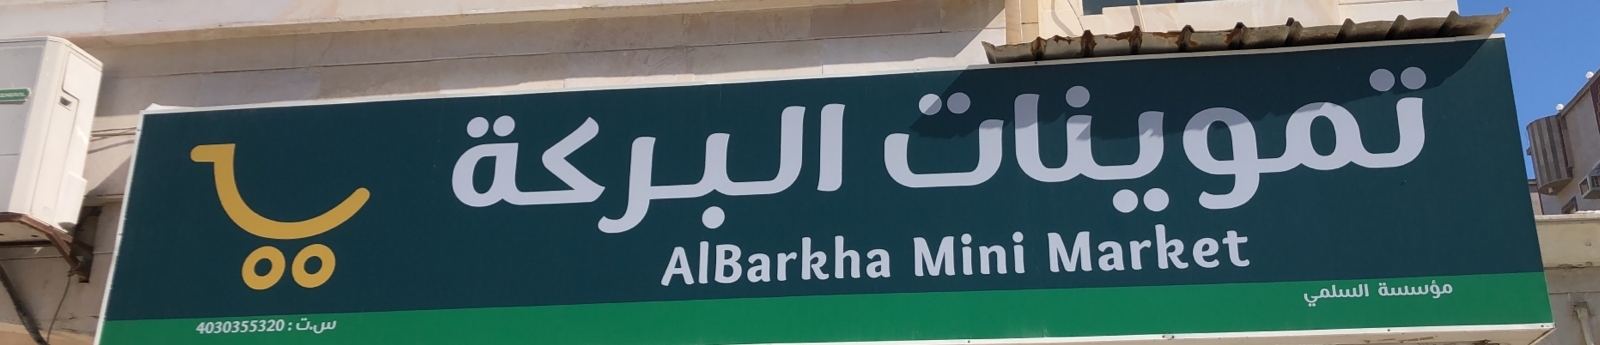 تموينات البركة
AlBarkha Mini Market
مؤسسة السلمي
س.ت : 4030355320